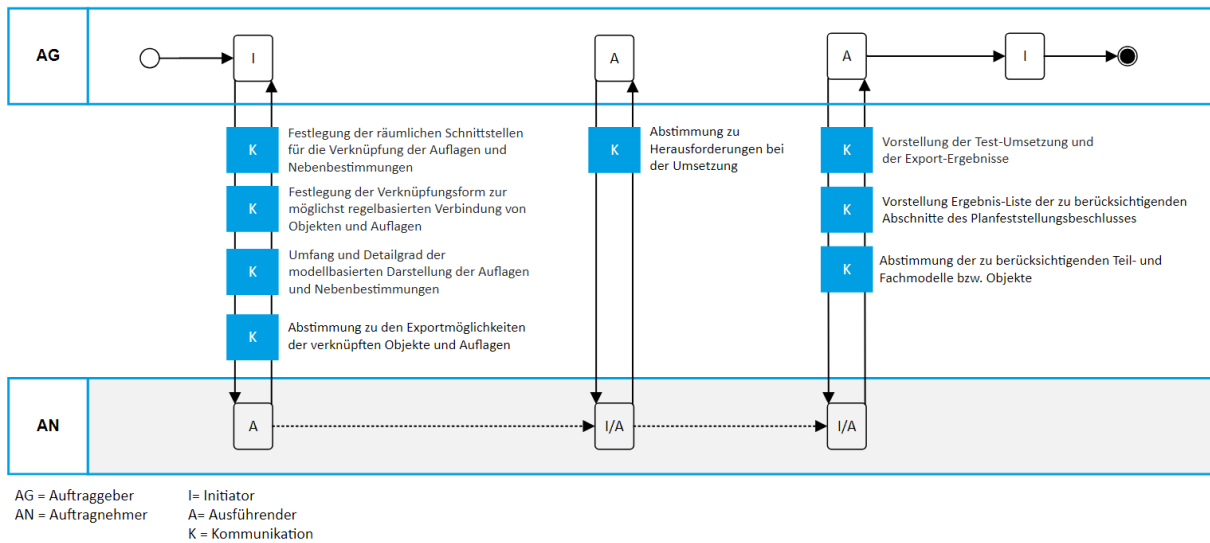 AG
I
A
A
I
K
Festlegung der räumlichen Schnittstellen
für die Verknüpfung der Auflagen und
Nebenbestimmungen
K
Festlegung der Verknüpfungsform zur
möglichst regelbasierten Verbindung von
Objekten und Auflagen
K
Umfang und Detailgrad der
modellbasierten Darstellung der Auflagen
und Nebenbestimmungen
K
Abstimmung zu den Exportmöglichkeiten
der verknüpften Objekte und Auflagen
K
Abstimmung zu
Herausforderungen bei
der Umsetzung
K
Vorstellung der Test-Umsetzung und
der Export-Ergebnisse
K
Vorstellung Ergebnis-Liste der zu berücksichtigenden
Abschnitte des Planfeststellungsbeschlusses
K
Abstimmung der zu berücksichtigenden Teil- und
Fachmodelle bzw. Objekte
AN
A
I/A
I/A
AG = Auftraggeber
AN = Auftragnehmer
I= Initiator
A= Ausführender
K = Kommunikation